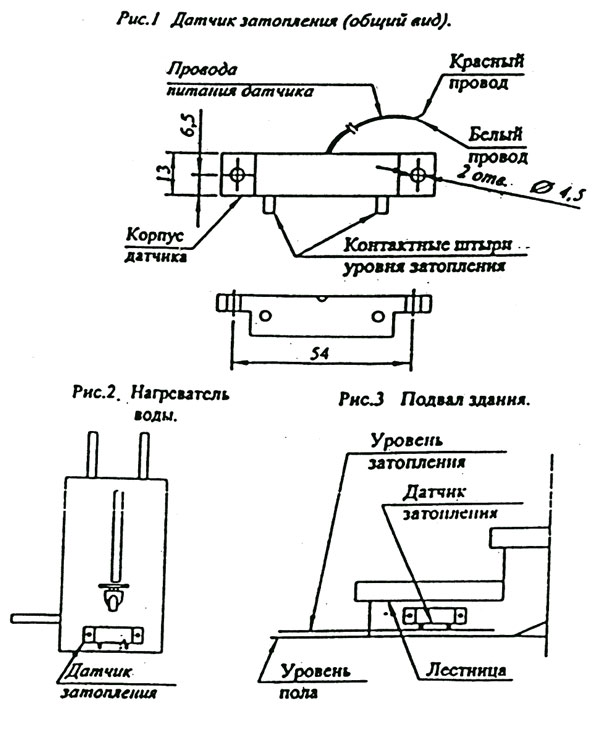 Рис.1 Датчик затопления (общий вид).
Провода
питания датчика
Красный
провод
Белый
провод
6,5
13
2 отв. Ø 4,5
Корпус
датчика
Контактные штыри
уровня затопления
54
Рис.2. Нагреватель
воды.
Рис.3 Подвал здания.
Уровень
затопления
Датчик
затопления
Датчик
затопления
Уровень
пола
Лестница